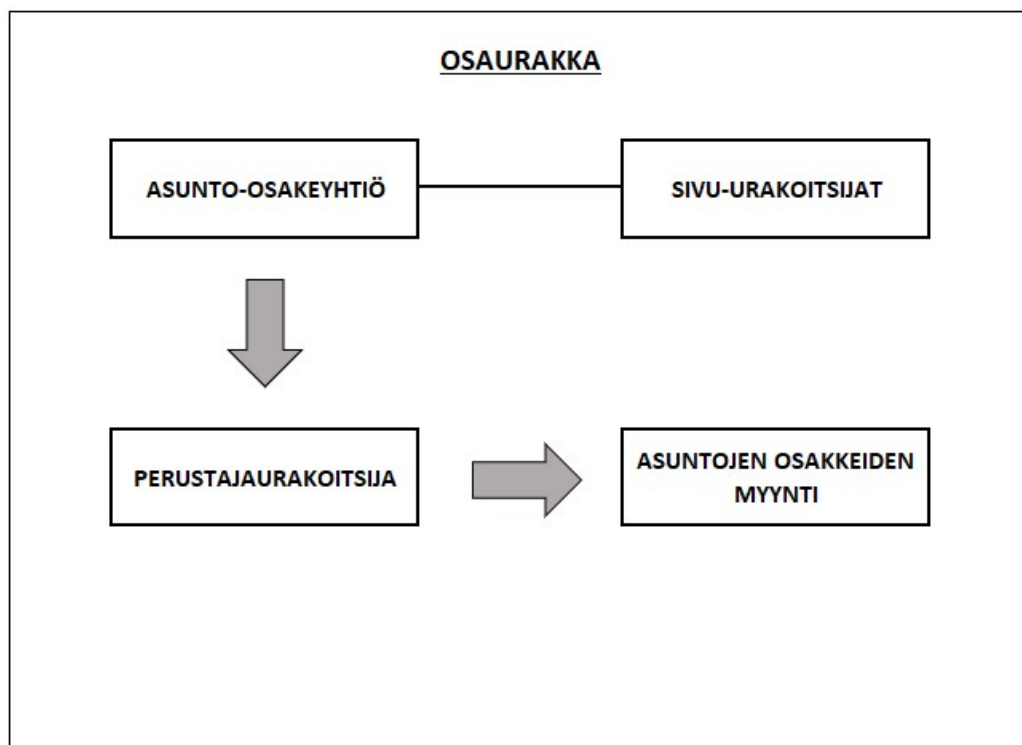 OSAURAKKA
ASUNTO-OSAKEYHTIÖ
SIVU-URAKOITSIJAT
PERUSTAJAURAKOITSIJA
ASUNTOJEN OSAKKEIDEN
MYYNTI